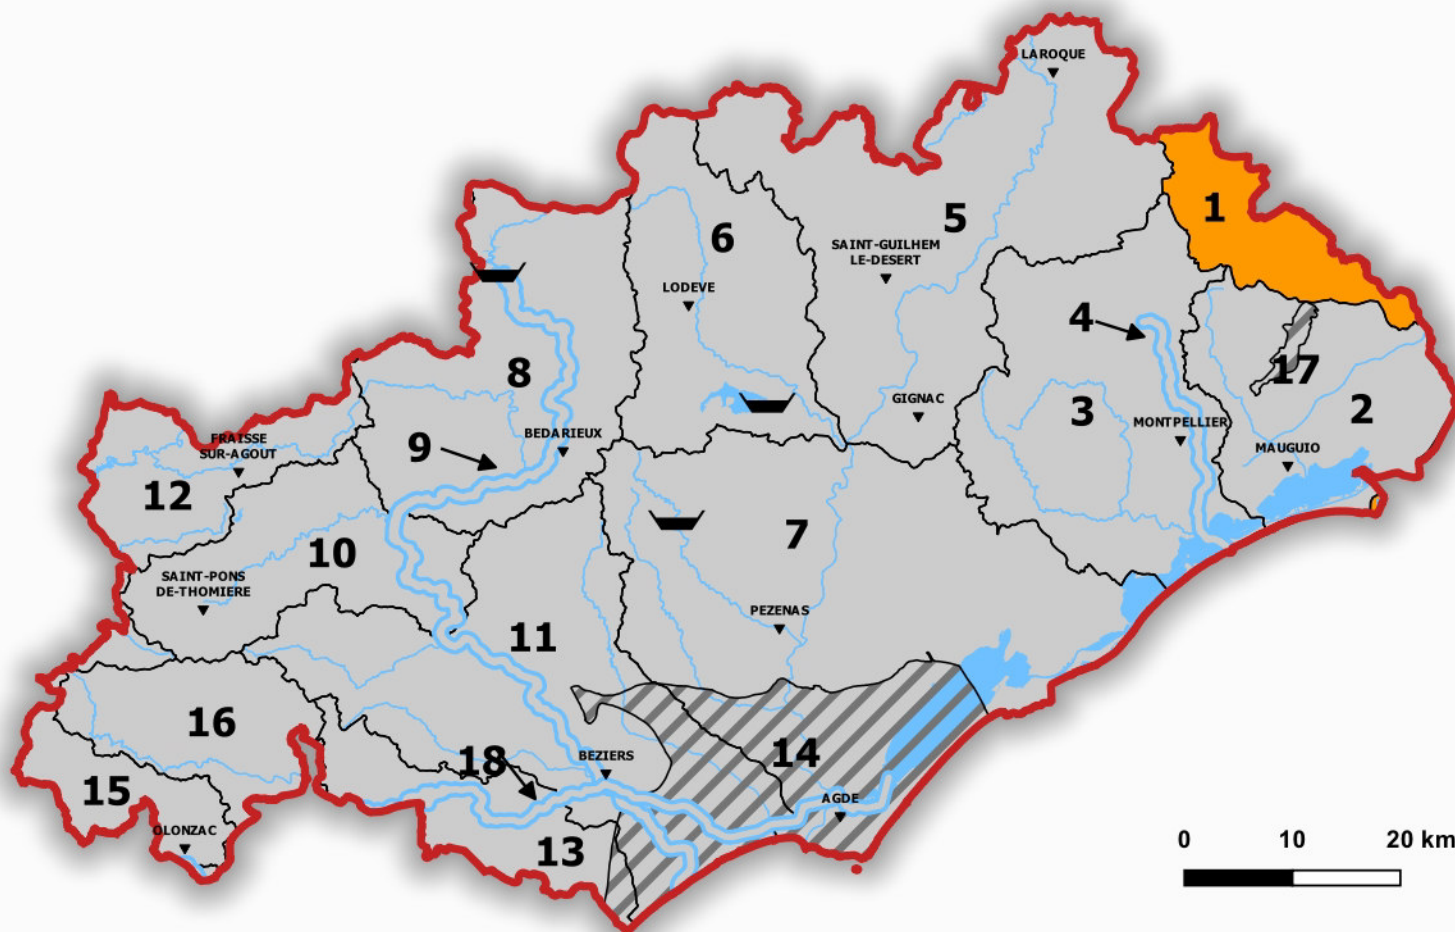 LAROQUE
1
5
6
SAINT-GUILHEM
LE-DESERT
LODEVE
4
8
17
GIGNAC
3
2
MONTPELLIER
BEDARIEUX
9
FRAISSE
SUR-AGOUT
MAUGUIO
12
7
10
SAINT-PONS
DE-THOMIERE
PEZENAS
11
16
14
BEZIERS
18
15
AGDE
OLONZAC
13
0 10 20 km